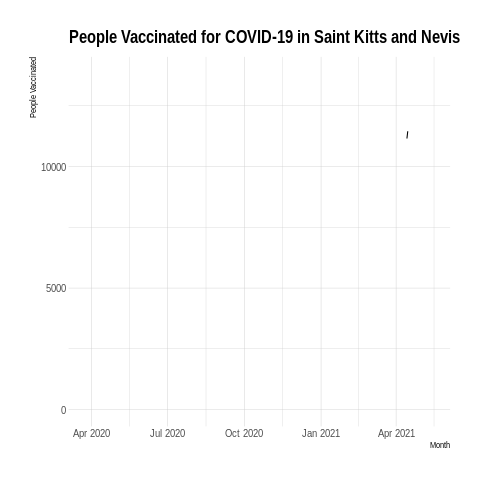 People Vaccinated for COVID-19 in Saint Kitts and Nevis
People Vaccinated
10000
5000
0
Apr 2020 Jul 2020 Oct 2020 Jan 2021 Apr 2021
Month